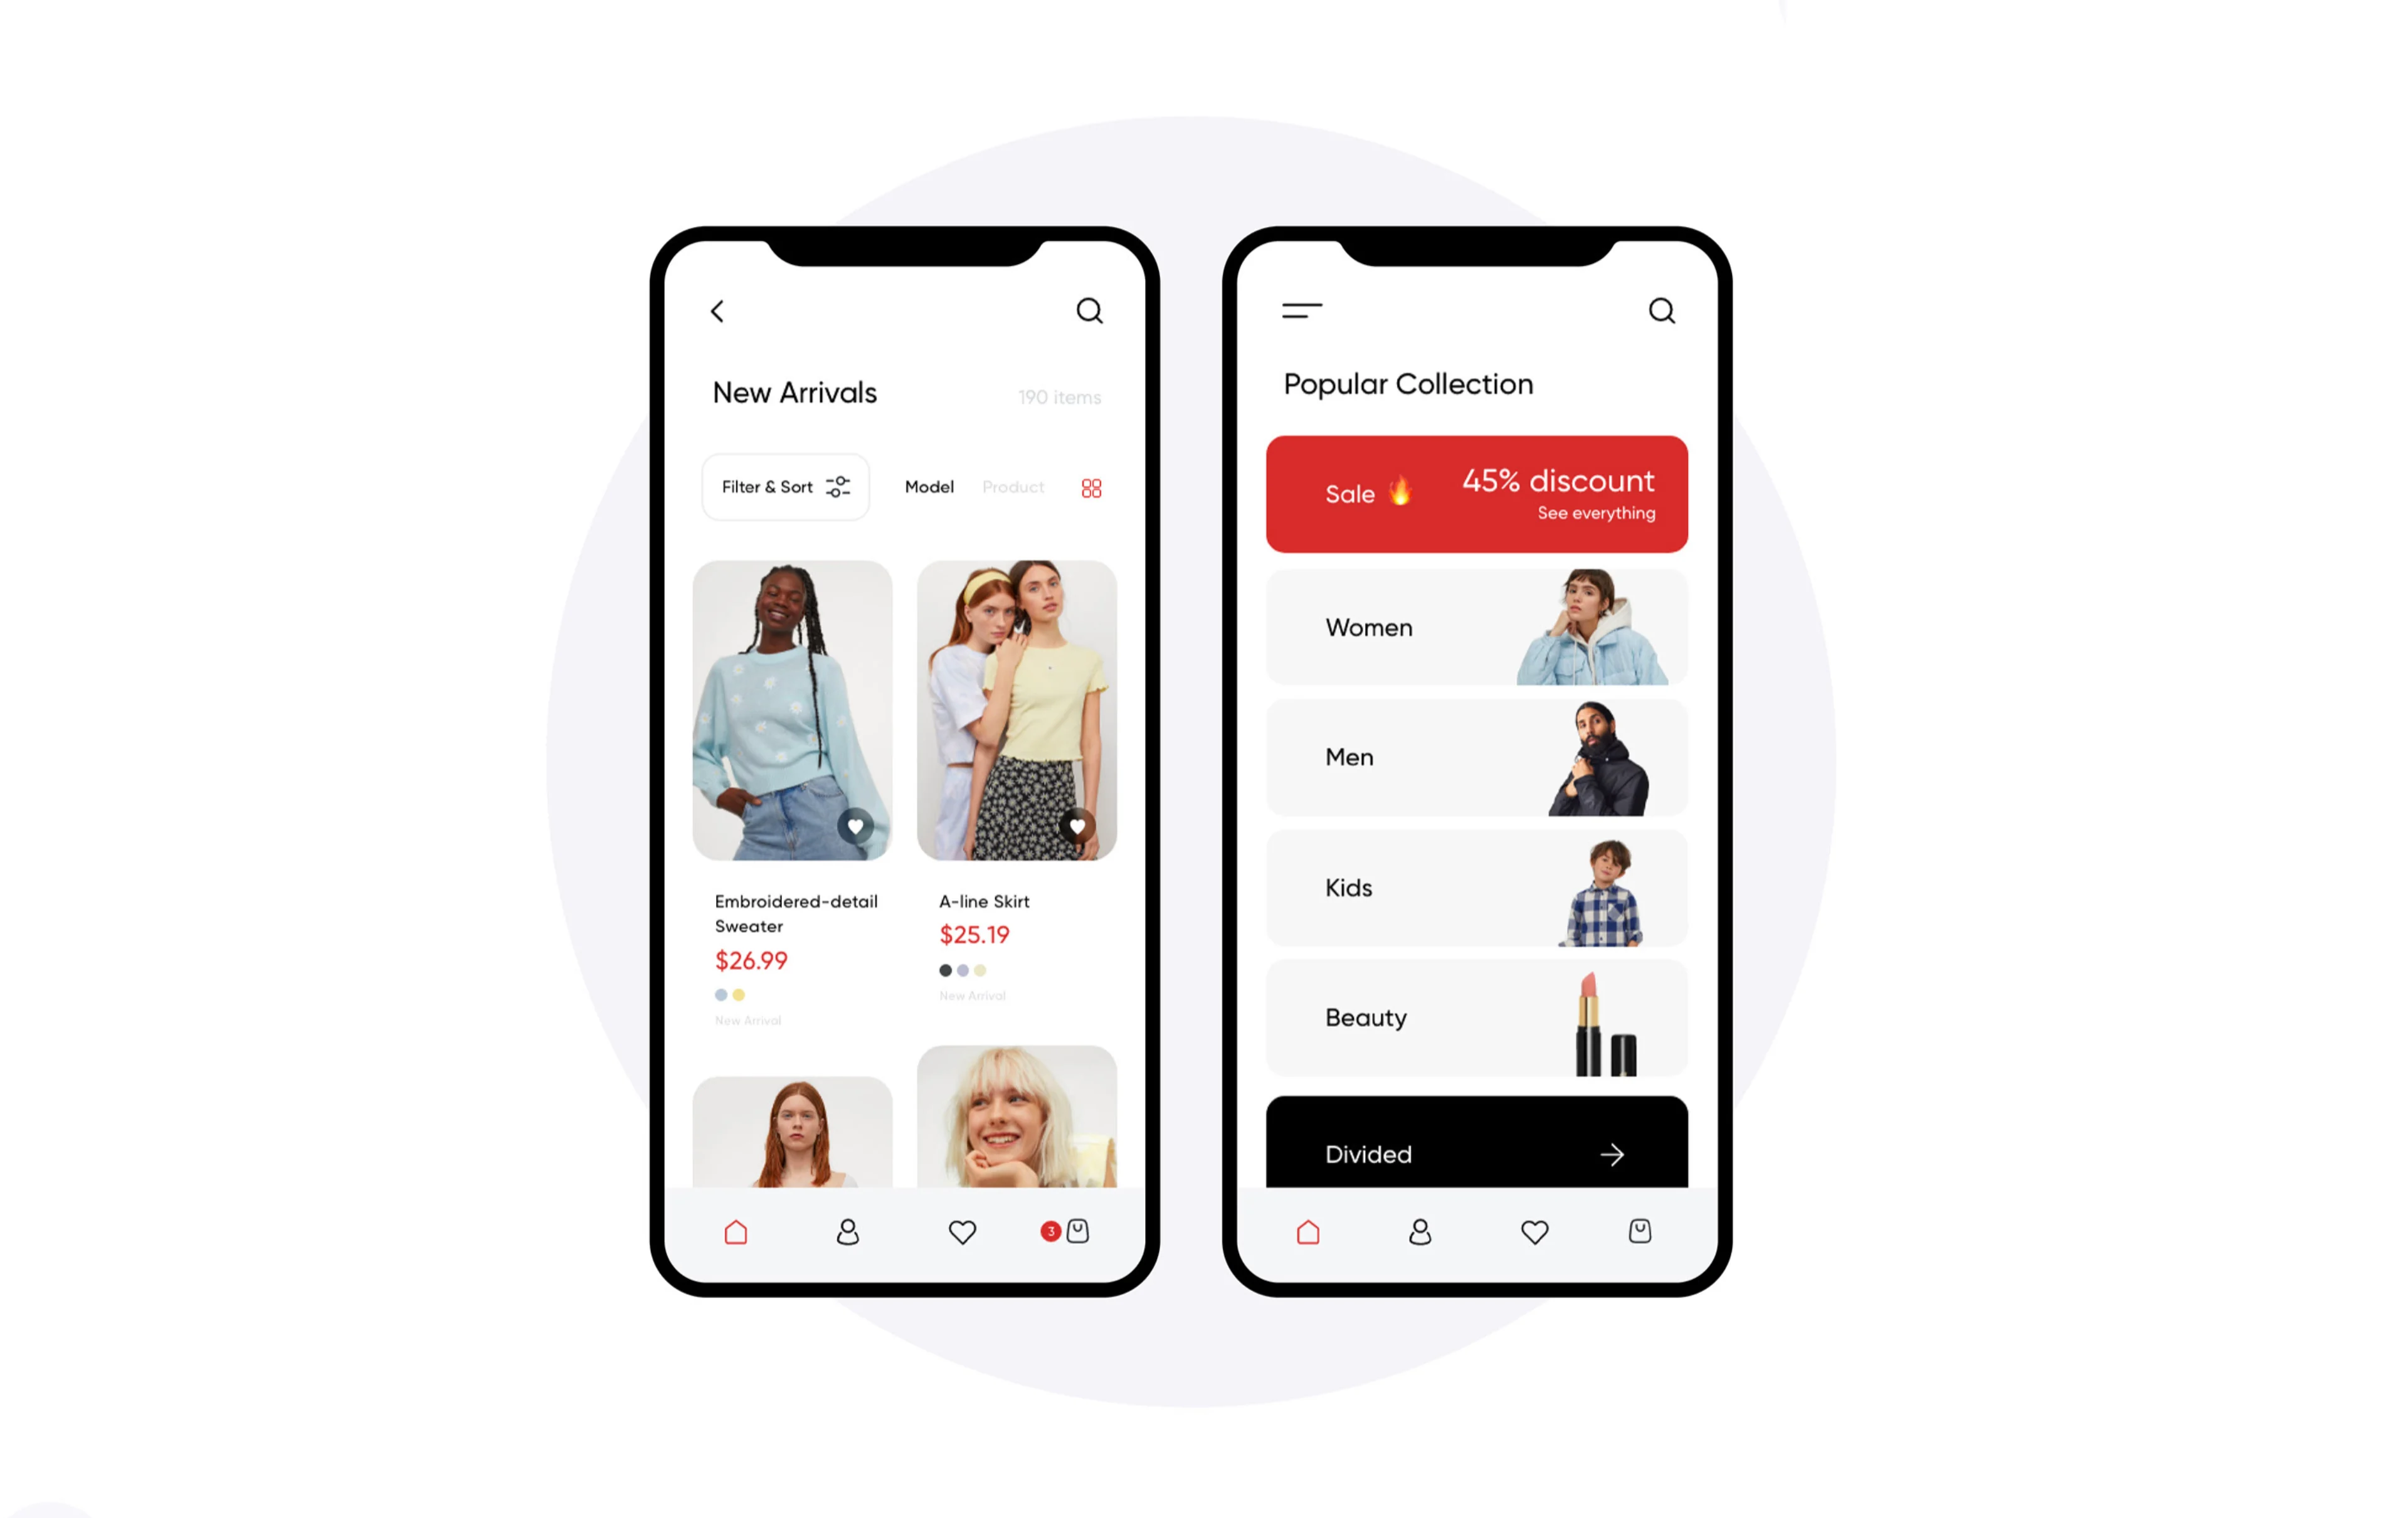 New Arrivals
190 items
Filter & Sort
Model
Product
Embroidered-detail
Sweater
$26.99
New Arrival
A-line Skirt
$25.19
New Arrival
3
Popular Collection
Sale 🔥
45% discount
See everything
Women
Men
Kids
Beauty
Divided